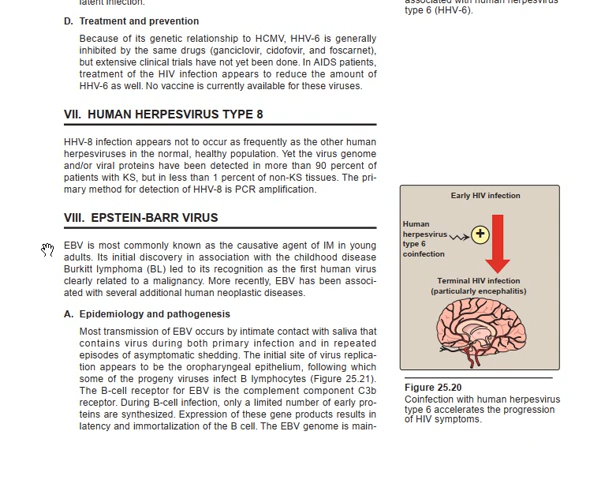 latent infection.
D. Treatment and prevention
Because of its genetic relationship to HCMV, HHV-6 is generally
inhibited by the same drugs (ganciclovir, cidofovir, and foscarnet),
but extensive clinical trials have not yet been done. In AIDS patients,
treatment of the HIV infection appears to reduce the amount of
HHV-6 as well. No vaccine is currently available for these viruses.
VII. HUMAN HERPESVIRUS TYPE 8
HHV-8 infection appears not to occur as frequently as the other human
herpesviruses in the normal, healthy population. Yet the virus genome
and/or viral proteins have been detected in more than 90 percent of
patients with KS, but in less than 1 percent of non-KS tissues. The pri-
mary method for detection of HHV-8 is PCR amplification.
VIII. EPSTEIN-BARR VIRUS
EBV is most commonly known as the causative agent of IM in young
adults. Its initial discovery in association with the childhood disease
Burkitt lymphoma (BL) led to its recognition as the first human virus
clearly related to a malignancy. More recently, EBV has been associ-
ated with several additional human neoplastic diseases.
A. Epidemiology and pathogenesis
Most transmission of EBV occurs by intimate contact with saliva that
contains virus during both primary infection and in repeated
episodes of asymptomatic shedding. The initial site of virus replica-
tion appears to be the oropharyngeal epithelium, following which
some of the progeny viruses infect B lymphocytes (Figure 25.21).
The B-cell receptor for EBV is the complement component C3b
receptor. During B-cell infection, only a limited number of early pro-
teins are synthesized. Expression of these gene products results in
latency and immortalization of the B cell. The EBV genome is main-
associated with human herpesvirus
type 6 (HHV-6).
Early HIV infection
Human
herpesvirus
type 6
coinfection
+
Terminal HIV infection
(particularly encephalitis)
Figure 25.20
Coinfection with human herpesvirus
type 6 accelerates the progression
of HIV symptoms.